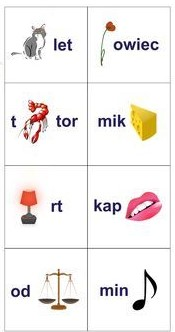 let
owiec
t tor
mik
rt
kap
od
min